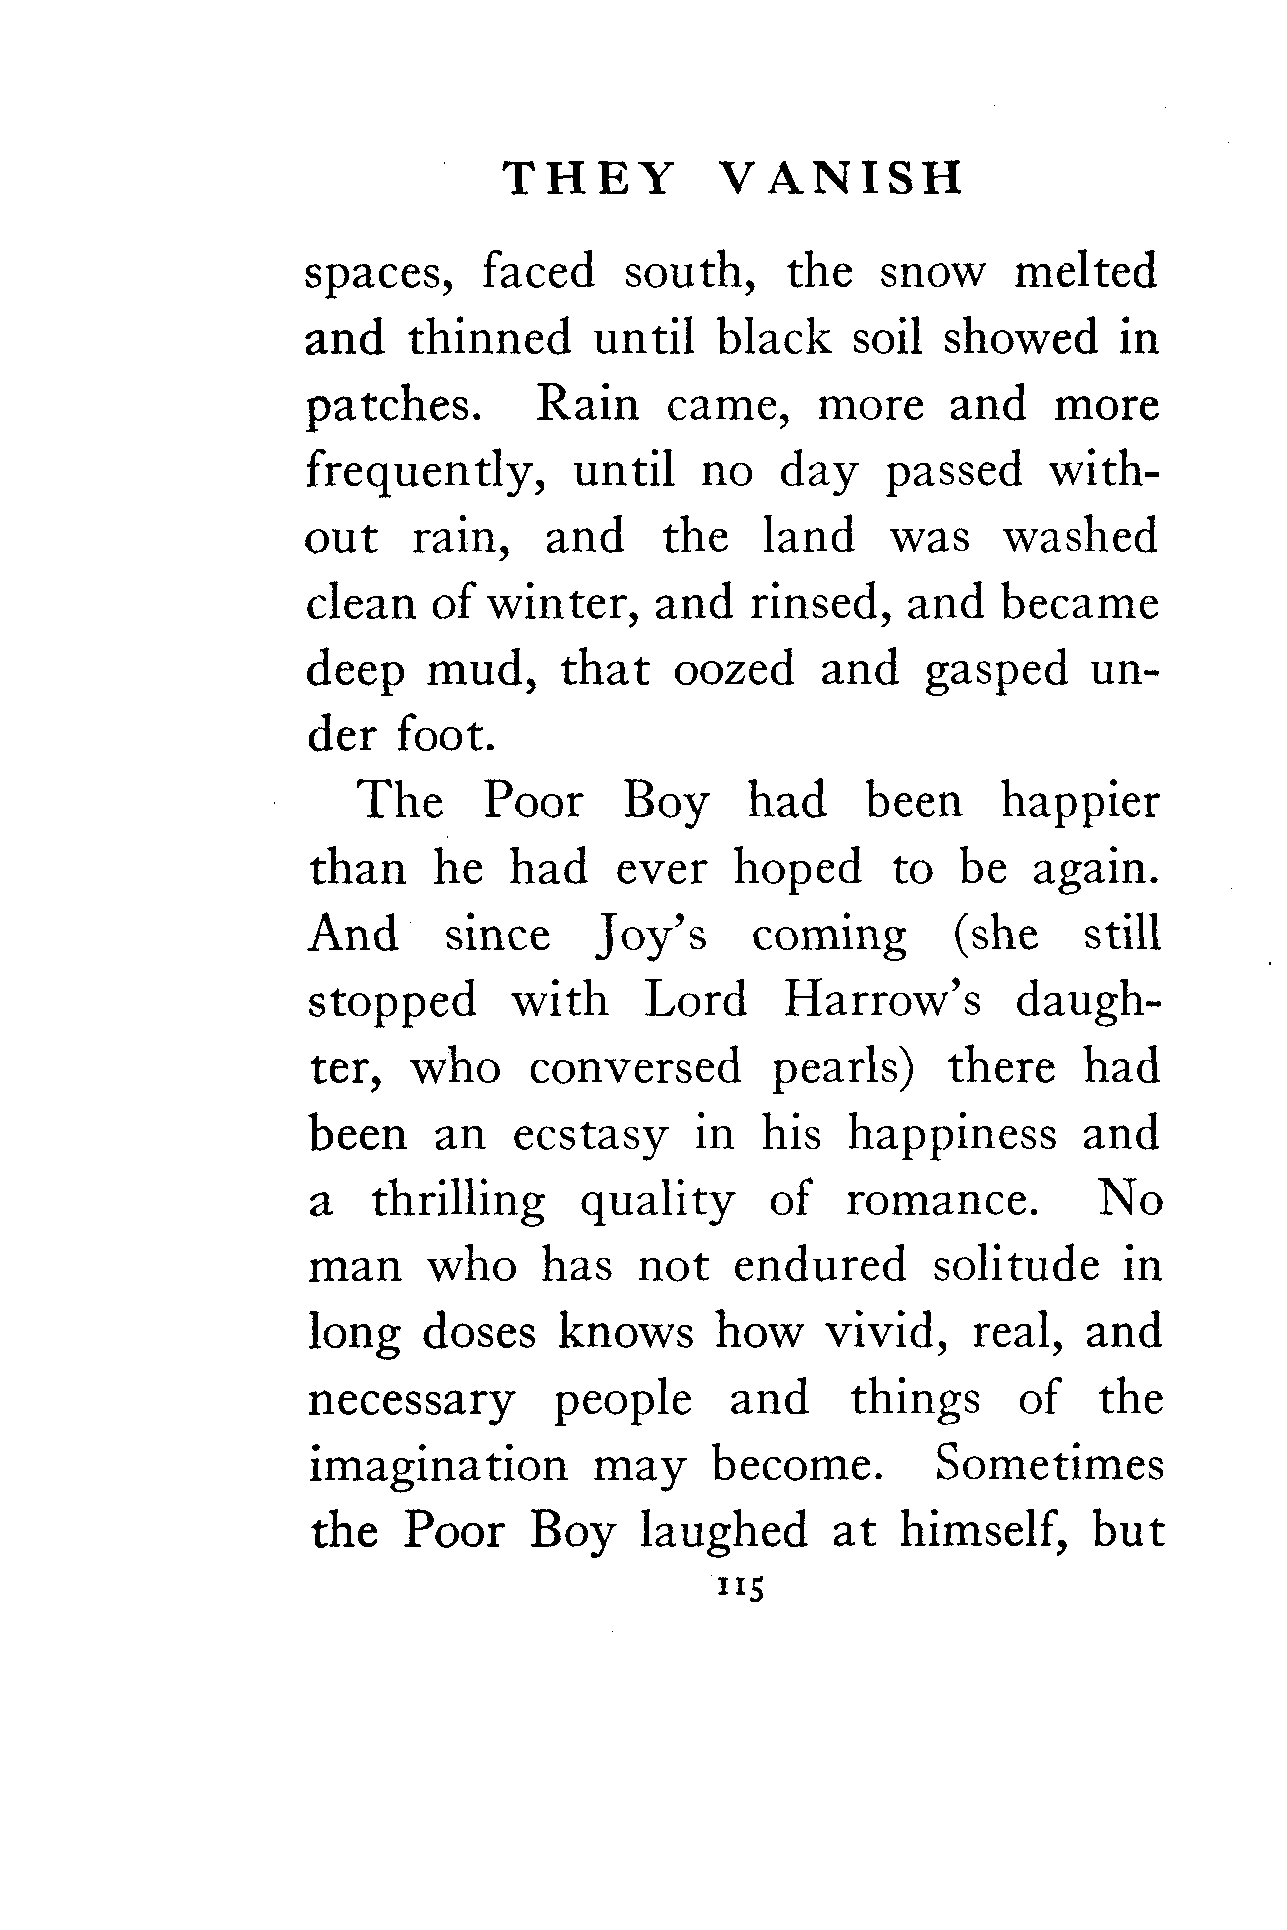 THEY VANISH
spaces, faced south, the snow melted
and thinned until black soil showed in
patches. Rain came, more and more
frequently, until no day passed with-
out rain, and the land was washed
clean of winter, and rinsed, and became
deep mud, that oozed and gasped un-
der foot.
The Poor Boy had been happier
than he had ever hoped to be again.
And since Joy's coming (she still
stopped with Lord Harrow's daugh-
ter, who conversed pearls) there had
been an ecstasy in his happiness and
a thrilling quality of romance. No
man who has not endured solitude in
long doses knows how vivid, real, and
necessary people and things of the
imagination may become. Sometimes
the Poor Boy laughed at himself, but
115